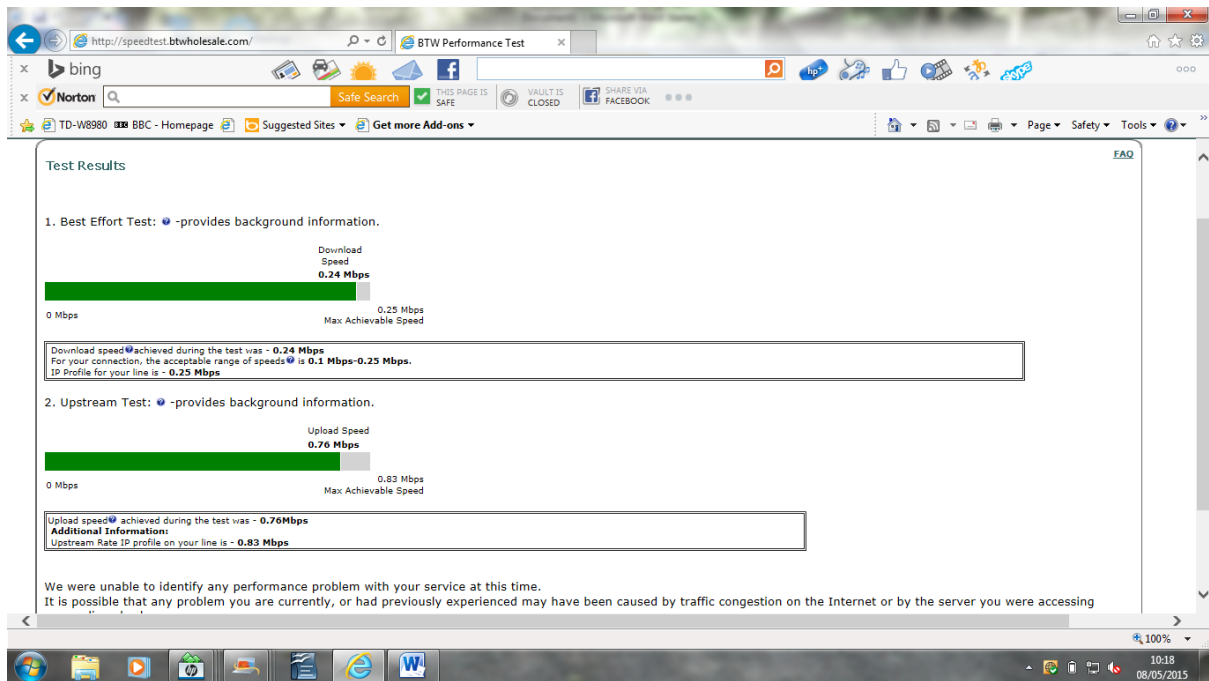 http://speedtest.btwholesale.com/
BTW Performance Test
bing
hp+
Norton
Safe Search
THIS PAGE IS SAFE
VAULT IS CLOSED
SHARE VIA FACEBOOK
TD-W8980 BBC BBC - Homepage Suggested Sites Get more Add-ons Page Safety Tools
FAQ
Test Results
1. Best Effort Test: -provides background information.
Download
Speed
0.24 Mbps
0 Mbps
0.25 Mbps
Max Achievable Speed
Download speed achieved during the test was - 0.24 Mbps
For your connection, the acceptable range of speeds is 0.1 Mbps-0.25 Mbps.
IP Profile for your line is - 0.25 Mbps
2. Upstream Test: -provides background information.
Upload Speed
0.76 Mbps
0 Mbps
0.83 Mbps
Max Achievable Speed
Upload speed achieved during the test was - 0.76Mbps
Additional Information:
Upstream Rate IP profile on your line is - 0.83 Mbps
We were unable to identify any performance problem with your service at this time.
It is possible that any problem you are currently, or had previously experienced may have been caused by traffic congestion on the Internet or by the server you were accessing
100%
10:18
08/05/2015